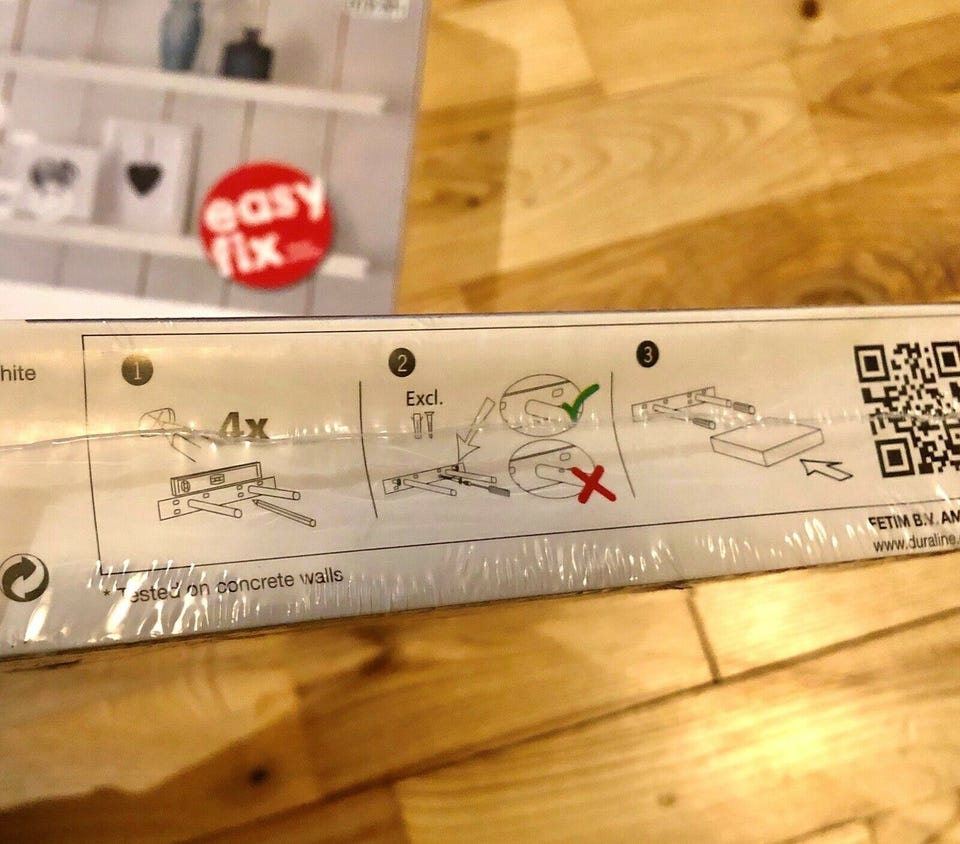 easy
fix
hite
1
2
3
4x
Excl.
FETIM B.V. AM
www.duraline.
* Tested on concrete walls